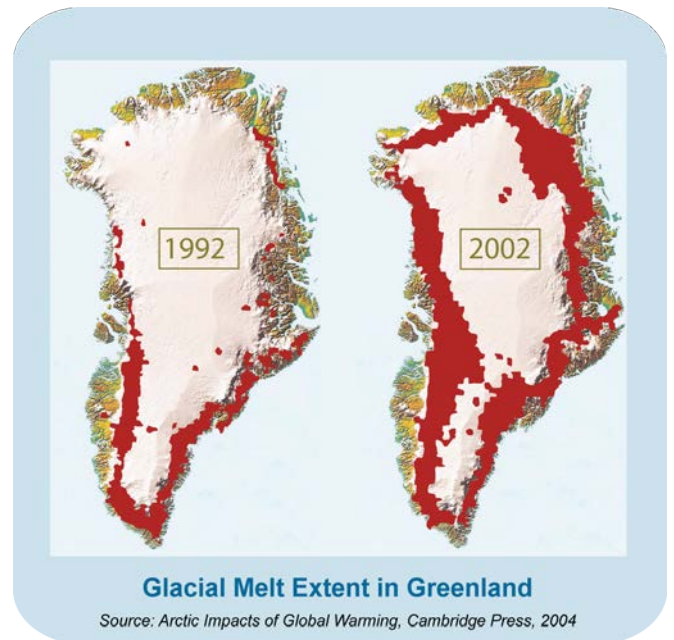 1992
2002
Glacial Melt Extent in Greenland
Source: Arctic Impacts of Global Warming, Cambridge Press, 2004